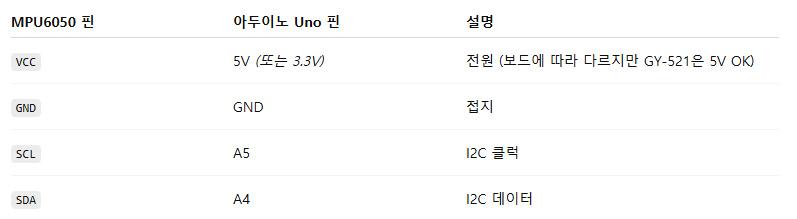 MPU6050 핀 아두이노 Uno 핀 설명
VCC 5V (또는 3.3V) 전원 (보드에 따라 다르지만 GY-521은 5V OK)
GND GND 접지
SCL A5 I2C 클럭
SDA A4 I2C 데이터